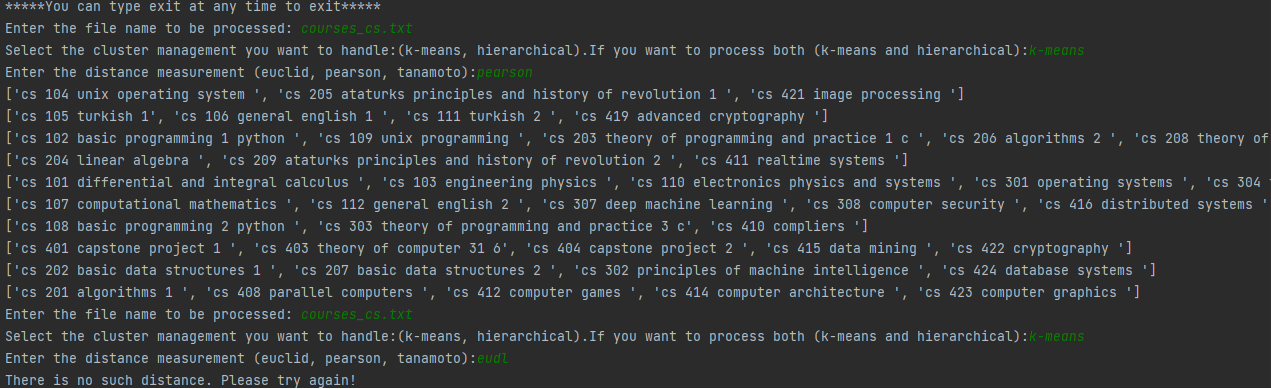 *****You can type exit at any time to exit*****
Enter the file name to be processed: courses_cs.txt
Select the cluster management you want to handle:(k-means, hierarchical).If you want to process both (k-means and hierarchical):k-means
Enter the distance measurement (euclid, pearson, tanamoto):pearson
['cs 104 unix operating system ', 'cs 205 ataturks principles and history of revolution 1 ', 'cs 421 image processing ']
['cs 105 turkish 1', 'cs 106 general english 1 ', 'cs 111 turkish 2 ', 'cs 419 advanced cryptography ']
['cs 102 basic programming 1 python ', 'cs 109 unix programming ', 'cs 203 theory of programming and practice 1 c ', 'cs 206 algorithms 2 ', 'cs 208 theory of
['cs 204 linear algebra ', 'cs 209 ataturks principles and history of revolution 2 ', 'cs 411 realtime systems ']
['cs 101 differential and integral calculus ', 'cs 103 engineering physics ', 'cs 110 electronics physics and systems ', 'cs 301 operating systems ', 'cs 304
['cs 107 computational mathematics ', 'cs 112 general english 2 ', 'cs 307 deep machine learning ', 'cs 308 computer security ', 'cs 416 distributed systems '
['cs 108 basic programming 2 python ', 'cs 303 theory of programming and practice 3 c', 'cs 410 compliers ']
['cs 401 capstone project 1 ', 'cs 403 theory of computer 31 6', 'cs 404 capstone project 2 ', 'cs 415 data mining ', 'cs 422 cryptography ']
['cs 202 basic data structures 1 ', 'cs 207 basic data structures 2 ', 'cs 302 principles of machine intelligence ', 'cs 424 database systems ']
['cs 201 algorithms 1 ', 'cs 408 parallel computers ', 'cs 412 computer games ', 'cs 414 computer architecture ', 'cs 423 computer graphics ']
Enter the file name to be processed: courses_cs.txt
Select the cluster management you want to handle:(k-means, hierarchical).If you want to process both (k-means and hierarchical):k-means
Enter the distance measurement (euclid, pearson, tanamoto):eudl
There is no such distance. Please try again!